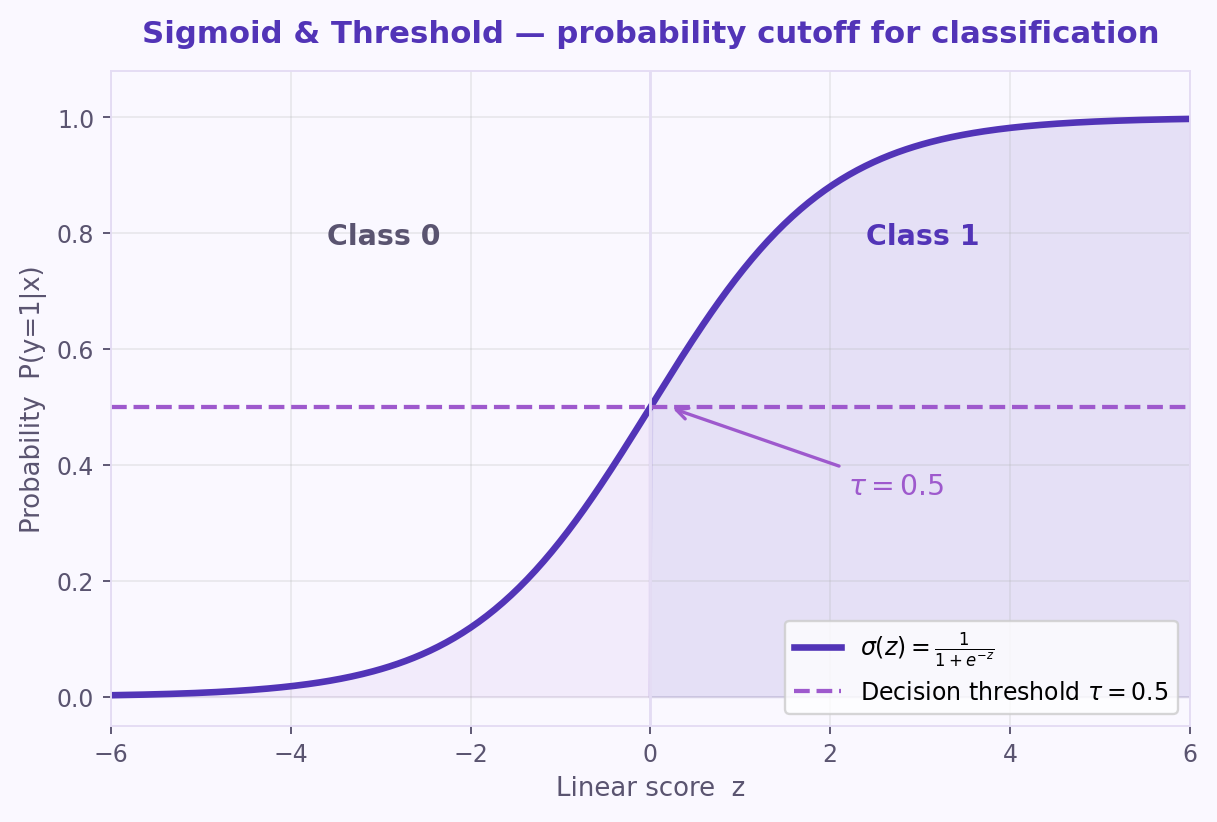 Sigmoid & Threshold — probability cutoff for classification
Probability P(y=1|x)
1.0
0.8
0.6
0.4
0.2
0.0
Class 0
Class 1
τ = 0.5
σ(z) = 1/(1 + e^{−z})
Decision threshold τ = 0.5
−6 −4 −2 0 2 4 6
Linear score z